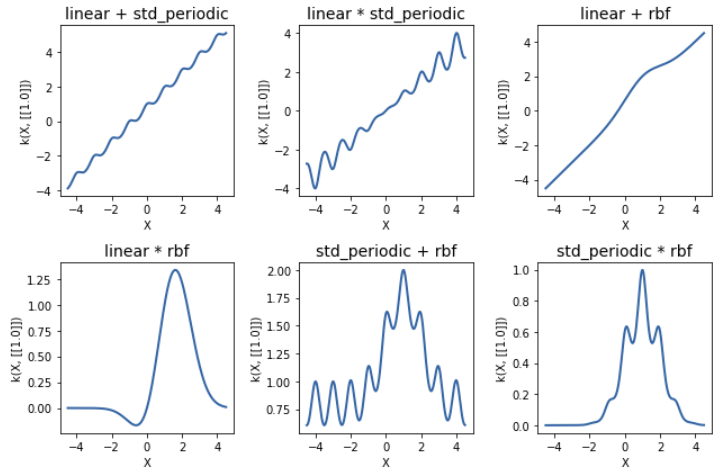 linear + std_periodic
k(X, [[1.0]])
4
2
0
−2
−4
−4 −2 0 2 4
X
linear * std_periodic
k(X, [[1.0]])
4
2
0
−2
−4
−4 −2 0 2 4
X
linear + rbf
k(X, [[1.0]])
4
2
0
−2
−4
−4 −2 0 2 4
X
linear * rbf
k(X, [[1.0]])
1.25
1.00
0.75
0.50
0.25
0.00
−4 −2 0 2 4
X
std_periodic + rbf
k(X, [[1.0]])
2.00
1.75
1.50
1.25
1.00
0.75
−4 −2 0 2 4
X
std_periodic * rbf
k(X, [[1.0]])
1.0
0.8
0.6
0.4
0.2
0.0
−4 −2 0 2 4
X